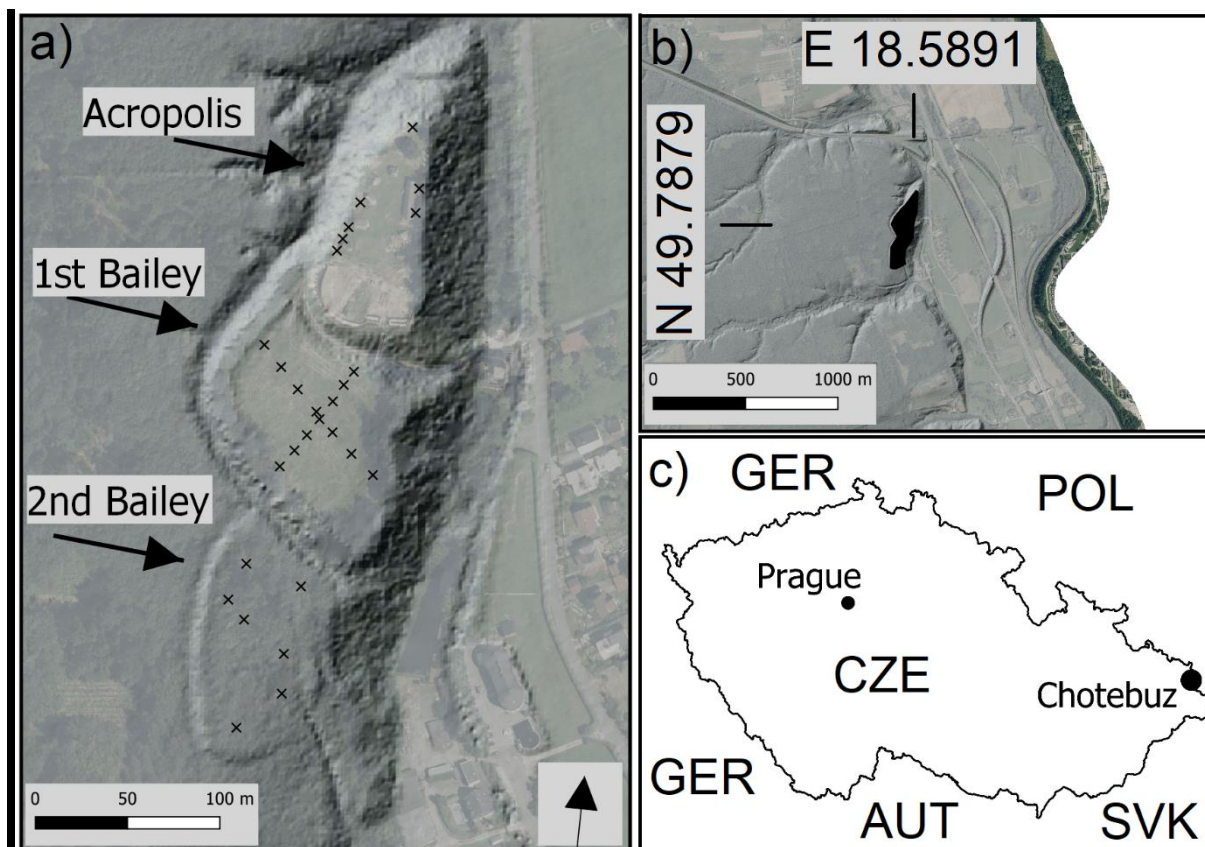 a)
Acropolis
1st Bailey
2nd Bailey
0 50 100 m
b)
E 18.5891
N 49.7879
0 500 1000 m
c)
GER
POL
Prague
CZE
Chotebuz
GER
AUT
SVK